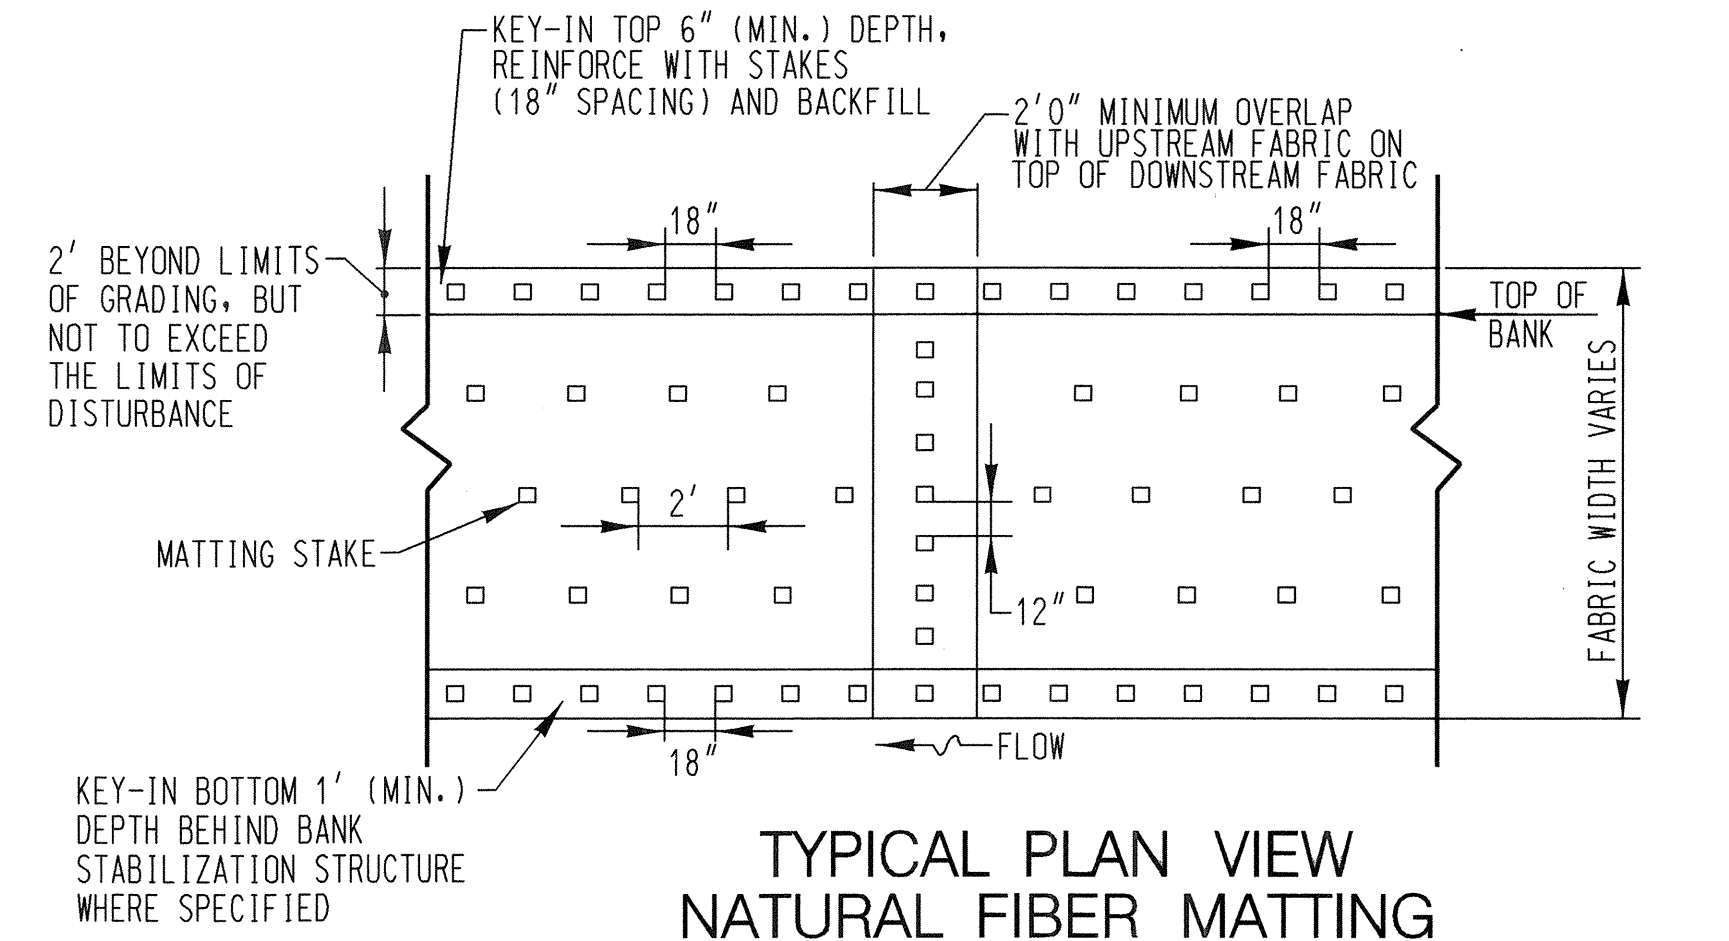 KEY-IN TOP 6" (MIN.) DEPTH,
REINFORCE WITH STAKES
(18" SPACING) AND BACKFILL
2'0" MINIMUM OVERLAP
WITH UPSTREAM FABRIC ON
TOP OF DOWNSTREAM FABRIC
18"
18"
2' BEYOND LIMITS
OF GRADING, BUT
NOT TO EXCEED
THE LIMITS OF
DISTURBANCE
TOP OF
BANK
FABRIC WIDTH VARIES
2'
MATTING STAKE
12"
18"
FLOW
KEY-IN BOTTOM 1' (MIN.)
DEPTH BEHIND BANK
STABILIZATION STRUCTURE
WHERE SPECIFIED
TYPICAL PLAN VIEW
NATURAL FIBER MATTING